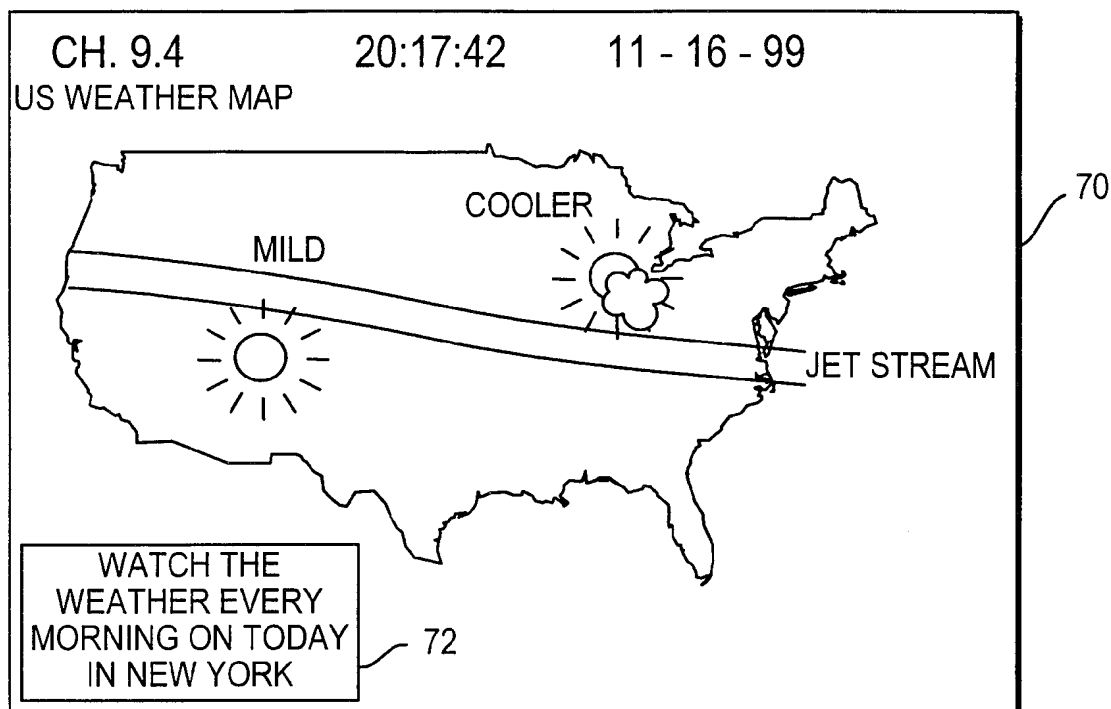 CH. 9.4 20:17:42 11 - 16 - 99
US WEATHER MAP
COOLER
70
MILD
JET STREAM
WATCH THE
WEATHER EVERY
MORNING ON TODAY
IN NEW YORK
72